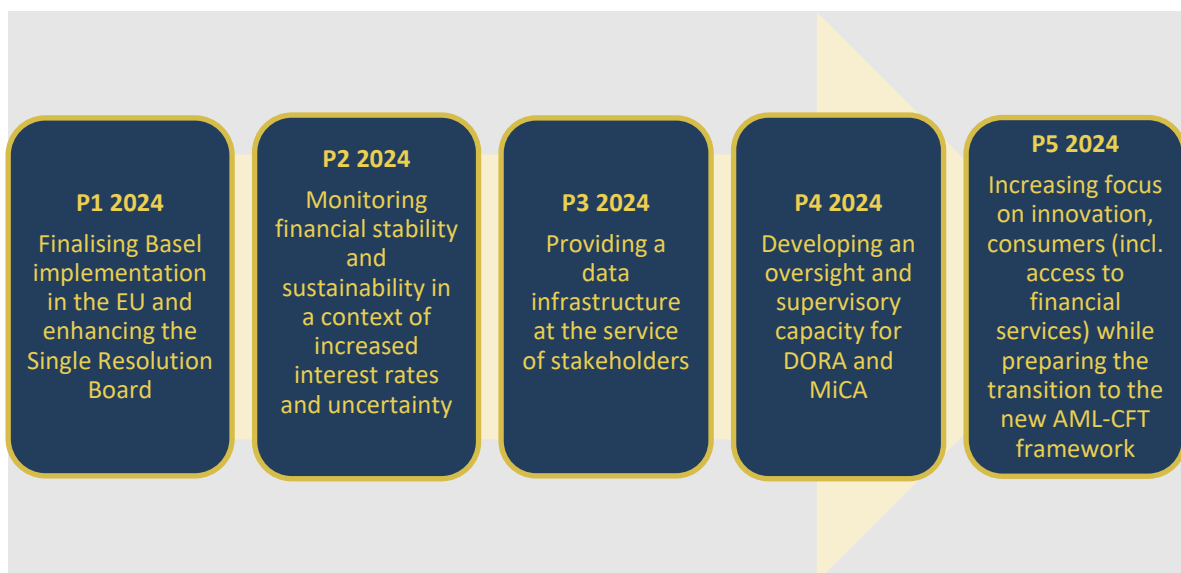 P1 2024
Finalising Basel
implementation
in the EU and
enhancing the
Single Resolution
Board
P2 2024
Monitoring
financial stability
and
sustainability in
a context of
increased
interest rates
and uncertainty
P3 2024
Providing a
data
infrastructure
at the service
of stakeholders
P4 2024
Developing an
oversight and
supervisory
capacity for
DORA and
MiCA
P5 2024
Increasing focus
on innovation,
consumers (incl.
access to
financial
services) while
preparing the
transition to the
new AML-CFT
framework